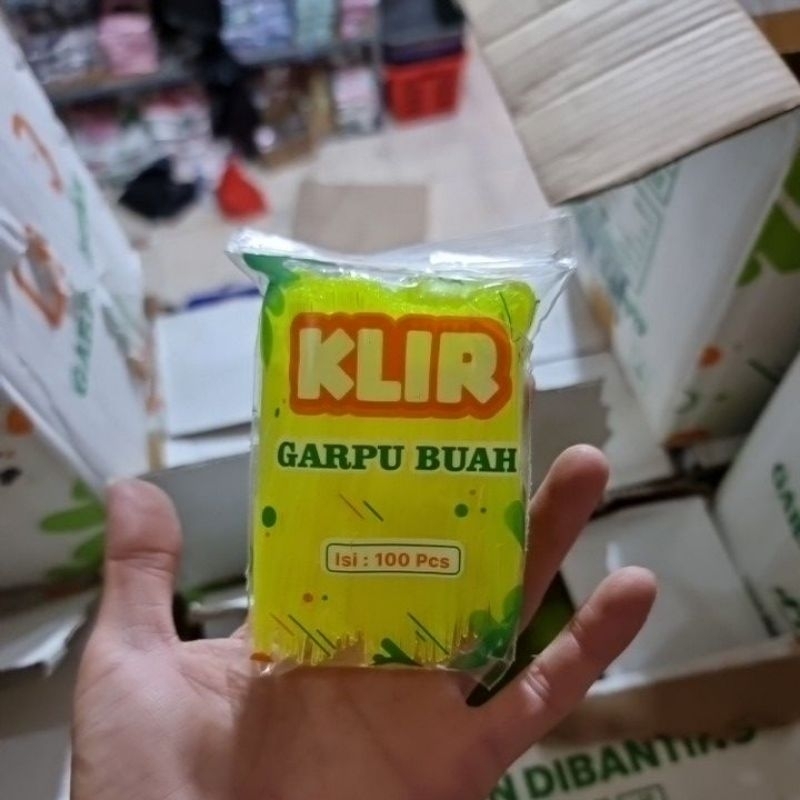 KLIR
GARPU BUAH
Isi : 100 Pcs
DIBANTING